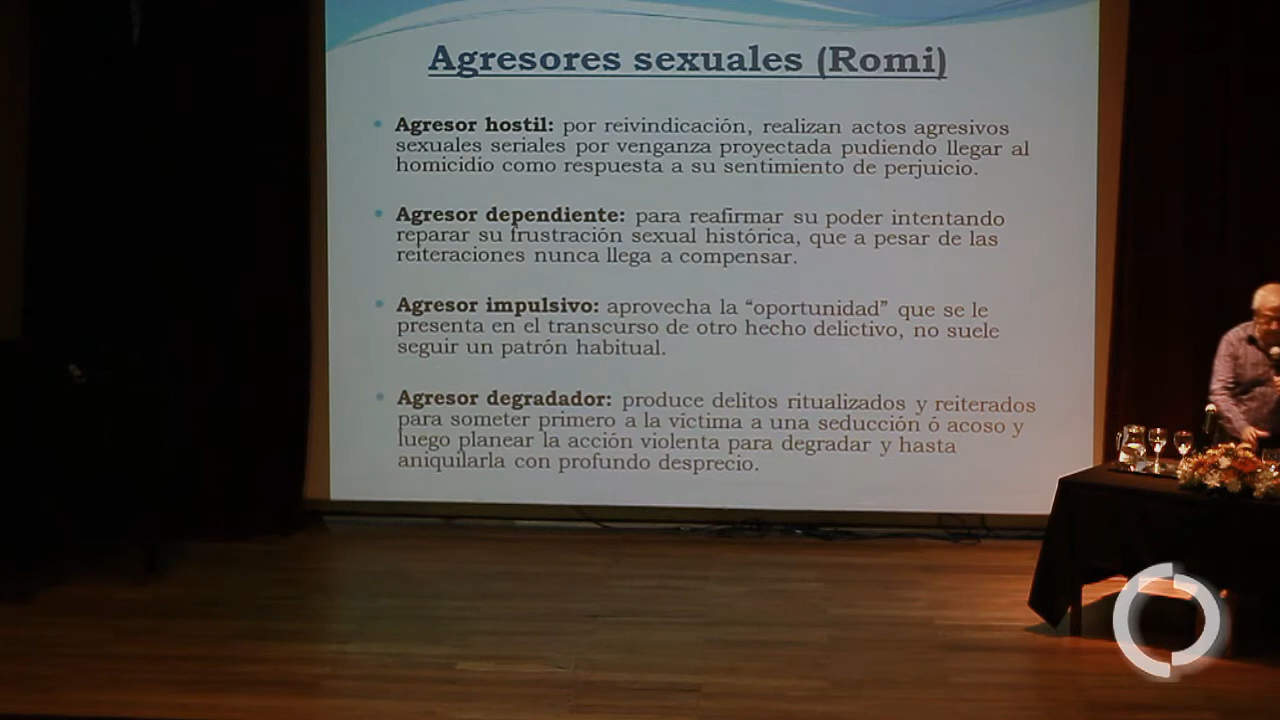 Agresores sexuales (Romi)
Agresor hostil: por reivindicación, realizan actos agresivos
sexuales seriales por venganza proyectada pudiendo llegar al
homicidio como respuesta a su sentimiento de perjuicio.
Agresor dependiente: para reafirmar su poder intentando
reparar su frustración sexual histórica, que a pesar de las
reiteraciones nunca llega a compensar.
Agresor impulsivo: aprovecha la “oportunidad” que se le
presenta en el transcurso de otro hecho delictivo, no suele
seguir un patrón habitual.
Agresor degradador: produce delitos ritualizados y reiterados
para someter primero a la víctima a una seducción ó acoso y
luego planear la acción violenta para degradar y hasta
aniquilarla con profundo desprecio.